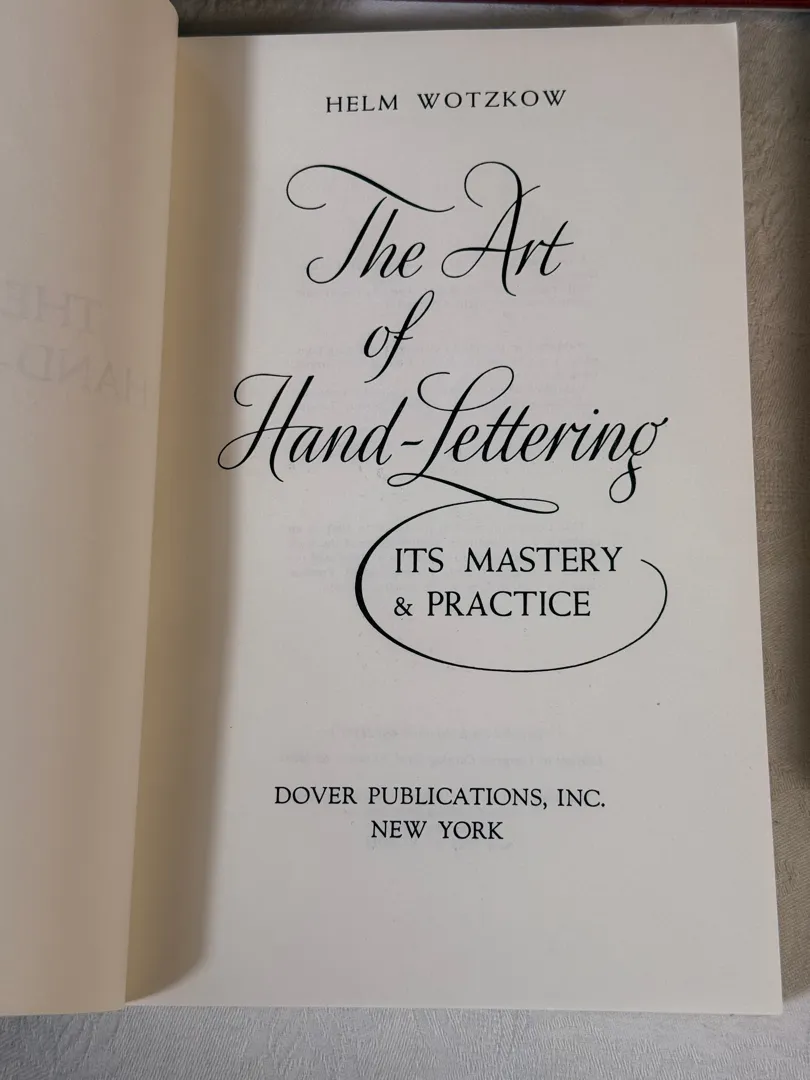 HELM WOTZKOW
The Art
of
Hand-Lettering
ITS MASTERY
& PRACTICE
DOVER PUBLICATIONS, INC.
NEW YORK